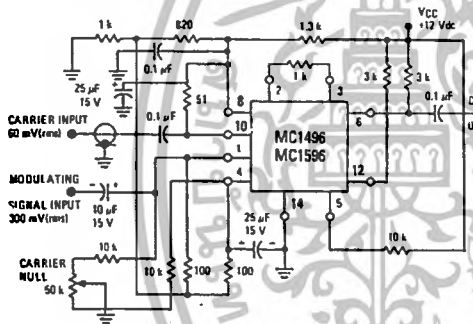 1 k
820
1.3 k
VCC
+12 Vdc
0.1 µF
25 µF
15 V
51
2
1 k
3
3 k
3 k
0.1 µF
CARRIER INPUT
60 mV(rms)
0.1 µF
8
10
1
4
MC1496
MC1596
6
12
14
5
MODULATING
SIGNAL INPUT
300 mV(rms)
10 µF
15 V
25 µF
15 V
10 k
CARRIER
NULL
50 k
10 k
100
100
10 k